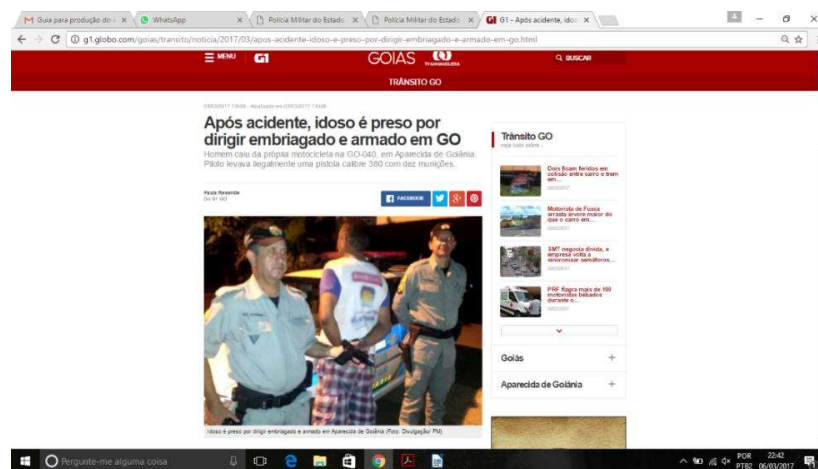 Guia para produção do
WhatsApp
Polícia Militar do Estado
Polícia Militar do Estado
G1 - Após acidente, idos
g1.globo.com/goias/transito/noticia/2017/03/apos-acidente-idoso-e-preso-por-dirigir-embriagado-e-armado-em-go.html
MENU
G1
GOIÁS
BUSCAR
TRÂNSITO GO
Após acidente, idoso é preso por
dirigir embriagado e armado em GO
Homem caiu da própria motocicleta na GO-040, em Aparecida de Goiânia.
Piloto levava ilegalmente uma pistola calibre 380 com dez munições.
Paula Resende
Do G1 GO
FACEBOOK
Idoso é preso por dirigir embriagado e armado em Aparecida de Goiânia (Foto: Divulgação/ PM)
Trânsito GO
veja tudo sobre
Dois ficam feridos em
colisão entre carro e trem
em...
Motorista de Fusca
arrasta árvore maior do
que o carro em...
SMT negocia dívida, e
empresa volta a
sincronizar semáforos...
PRF flagra mais de 100
motoristas bêbados
durante o...
Goiás
Aparecida de Goiânia
Pergunte-me alguma coisa
POR
PTB2
22:42
06/03/2017